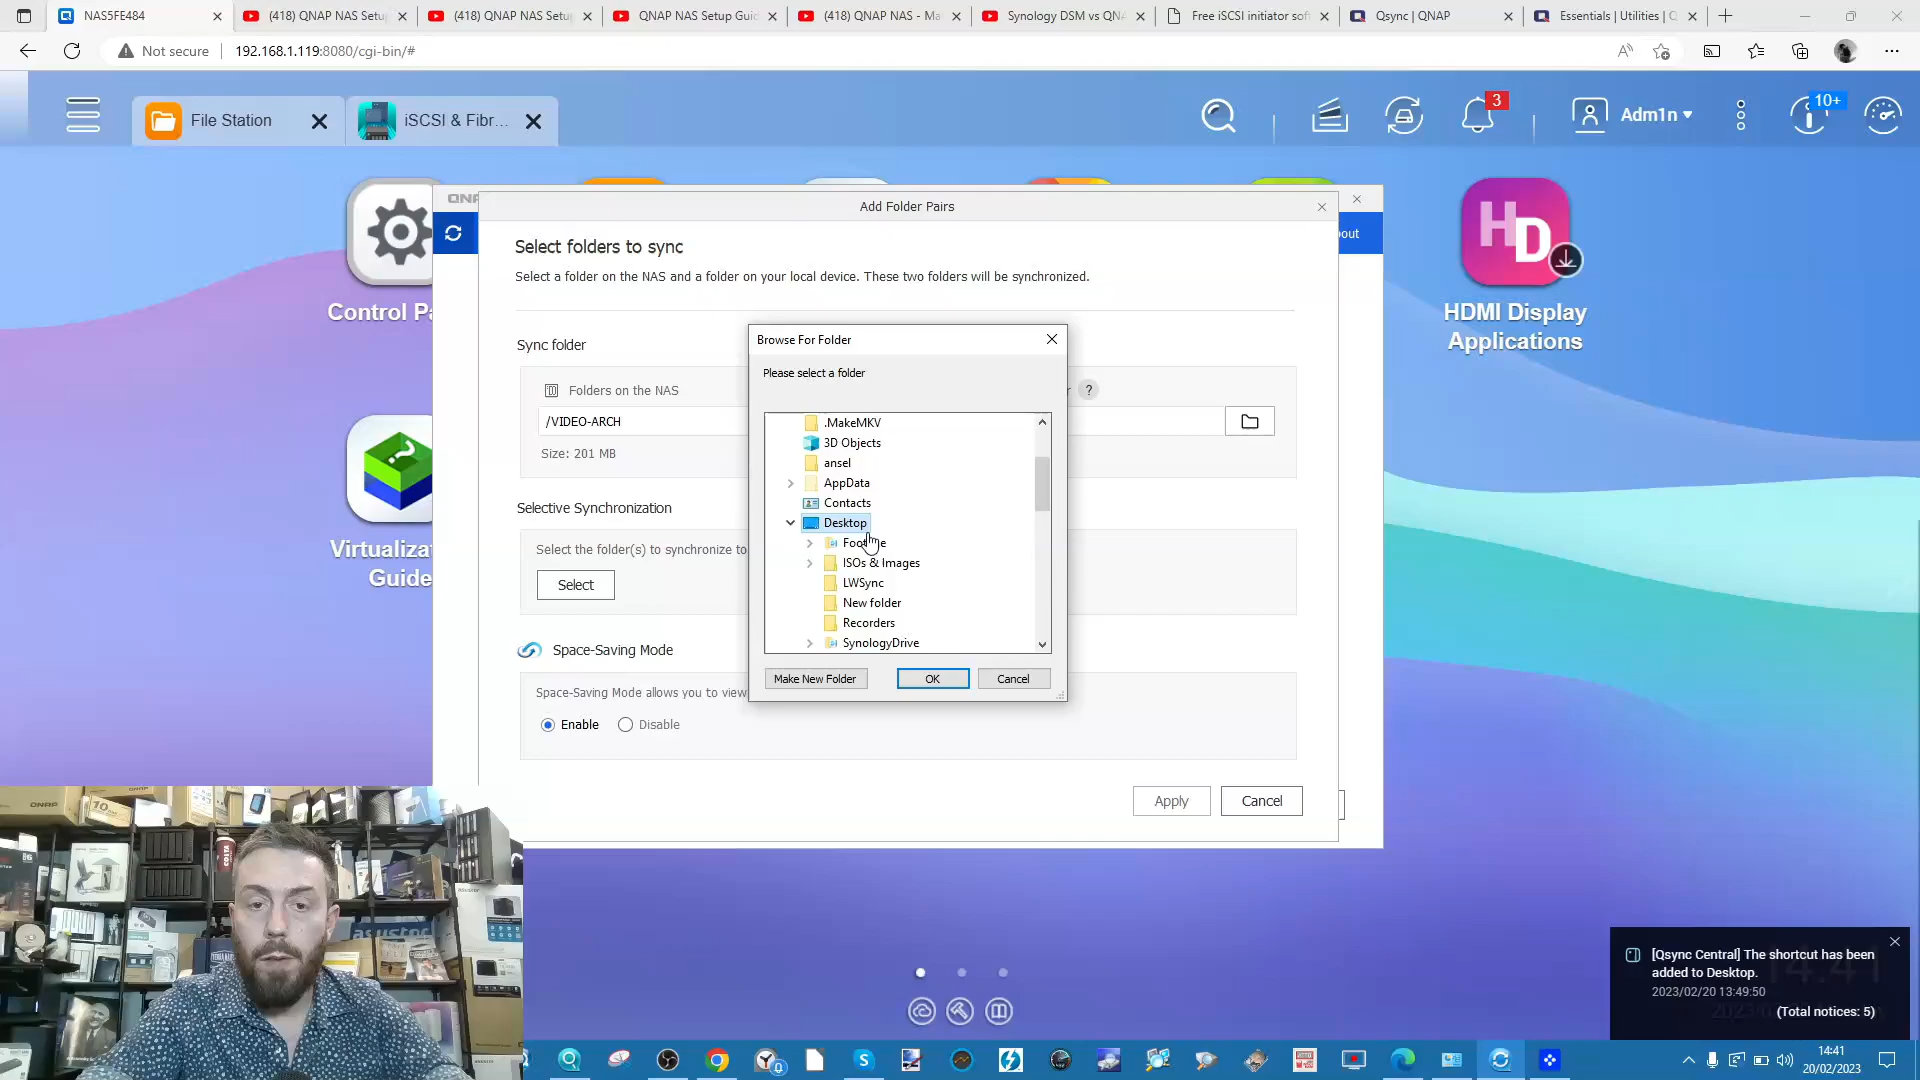 NAS5FE484
(418) QNAP NAS Setu
(418) QNAP NAS Setup
QNAP NAS Setup Guid
(418) QNAP NAS - Ma
Synology DSM vs QNA
Free iSCSI initiator sof
Qsync | QNAP
Essentials | Utilities | Q
Not secure
192.168.1.119:8080/cgi-bin/#
File Station
iSCSI & Fibr...
3
Adm1n
10+
Control Pa
Virtualiza
Guide
HDMI Display
Applications
QNAP
out
Add Folder Pairs
Select folders to sync
Select a folder on the NAS and a folder on your local device. These two folders will be synchronized.
Sync folder
Folders on the NAS
/VIDEO-ARCH
Size: 201 MB
Selective Synchronization
Select the folder(s) to synchronize to
Select
Space-Saving Mode
Space-Saving Mode allows you to view
Enable
Disable
Apply
Cancel
Browse For Folder
Please select a folder
.MakeMKV
3D Objects
ansel
AppData
Contacts
Desktop
ISOs & Images
LWSync
New folder
Recorders
SynologyDrive
Make New Folder
OK
Cancel
[Qsync Central] The shortcut has been
added to Desktop.
2023/02/20 13:49:50
(Total notices: 5)
14:41
20/02/2023